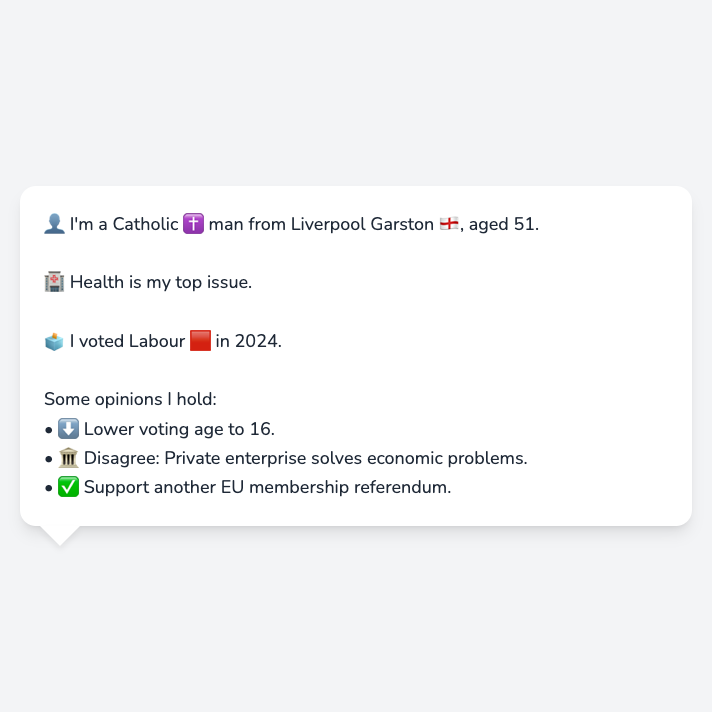 👤 I'm a Catholic ✝️ man from Liverpool Garston 🏴󠁧󠁢󠁥󠁮󠁧󠁿, aged 51.
🏥 Health is my top issue.
🗳️ I voted Labour 🟥 in 2024.
Some opinions I hold:
• ⬇️ Lower voting age to 16.
• 🏛️ Disagree: Private enterprise solves economic problems.
• ✅ Support another EU membership referendum.